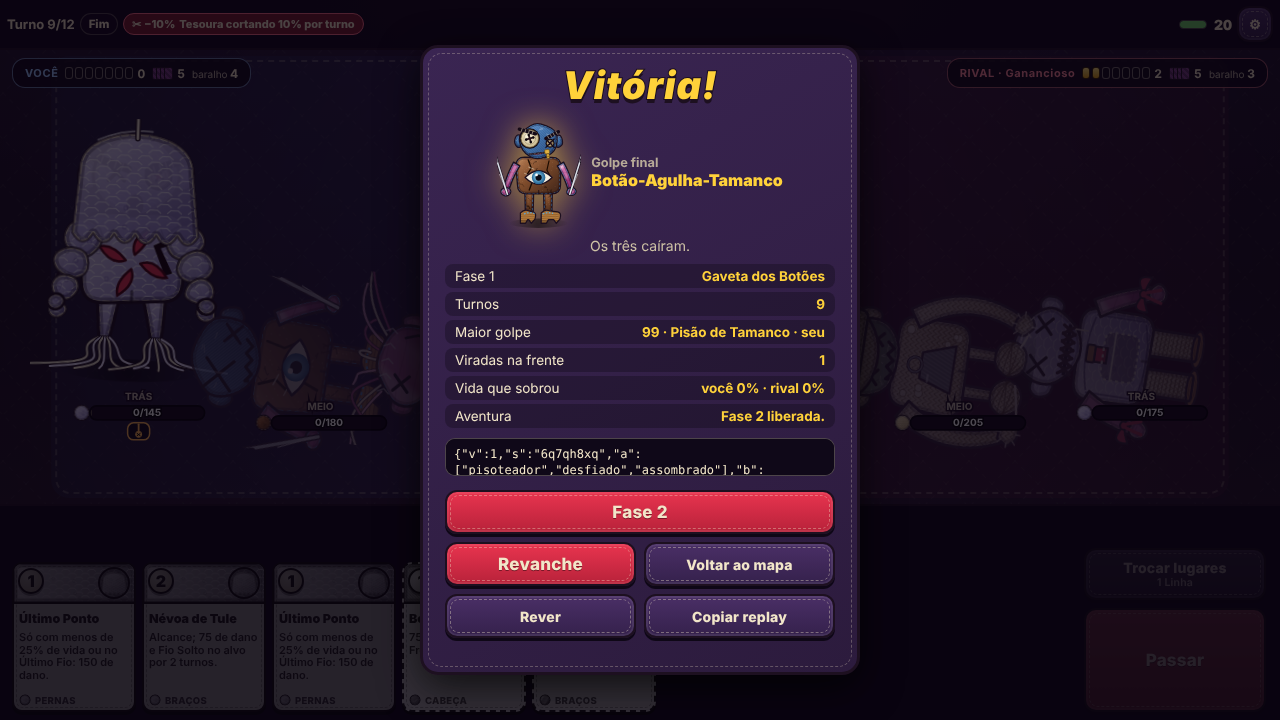 Turno 9/12 Fim ✂ −10% Tesoura cortando 10% por turno
20
VOCÊ 0 5 baralho 4
RIVAL · Ganancioso 2 5 baralho 3
Vitória!
Golpe final
Botão-Agulha-Tamanco
Os três caíram.
Fase 1 Gaveta dos Botões
Turnos 9
Maior golpe 99 · Pisão de Tamanco · seu
Viradas na frente 1
Vida que sobrou você 0% · rival 0%
Aventura Fase 2 liberada.
{"v":1,"s":"6q7qh8xq","a":
["pisoteador","desfiado","assombrado"],"b":
Fase 2
Revanche
Voltar ao mapa
Rever
Copiar replay
TRÁS
0/145
MEIO
0/180
MEIO
0/205
TRÁS
0/175
1
Último Ponto
Só com menos de
25% de vida ou no
Último Fio: 150 de
dano.
PERNAS
2
Névoa de Tule
Alcance; 75 de dano
e Fio Solto no alvo
por 2 turnos.
BRAÇOS
1
Último Ponto
Só com menos de
25% de vida ou no
Último Fio: 150 de
dano.
PERNAS
CABEÇA
BRAÇOS
Trocar lugares
1 Linha
Passar